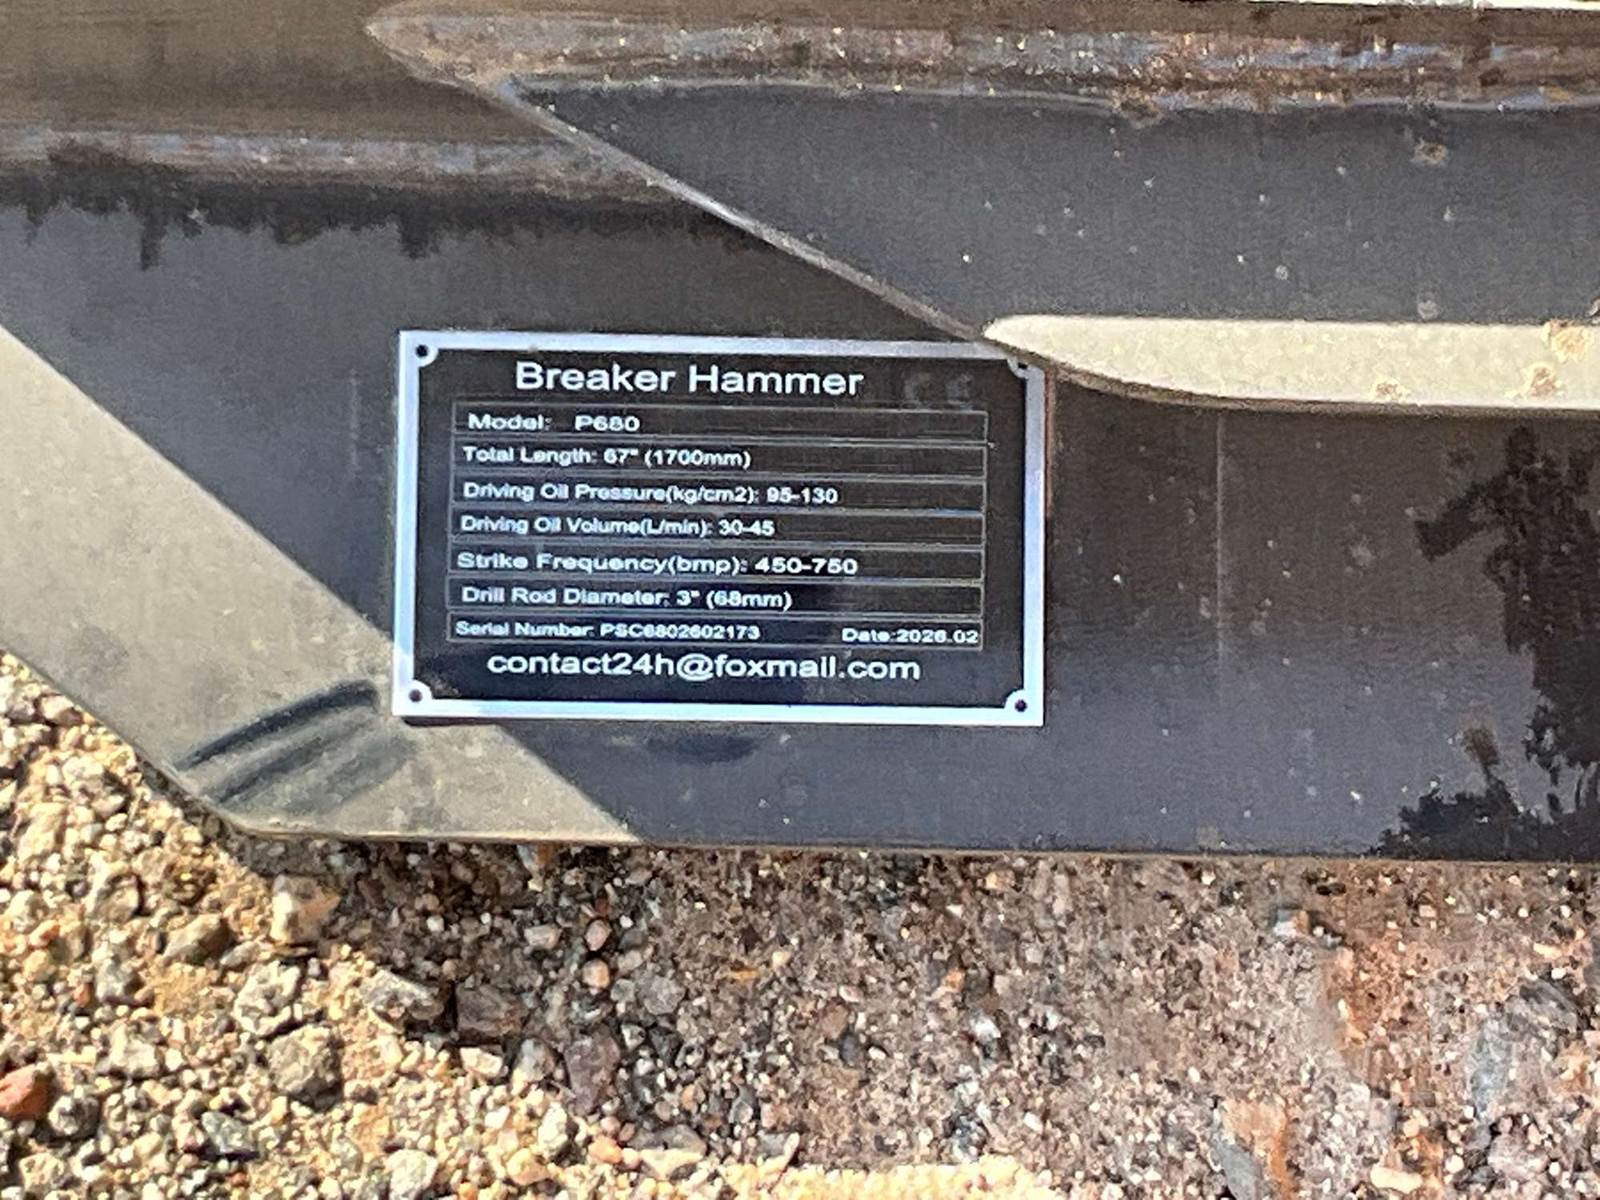 Breaker Hammer CE
Model: P680
Total Length: 67" (1700mm)
Driving Oil Pressure(kg/cm2): 95-130
Driving Oil Volume(L/min): 30-45
Strike Frequency(bmp): 450-750
Drill Rod Diameter: 3" (68mm)
Serial Number: PSC6802602173 Date:2026.02
contact24h@foxmail.com